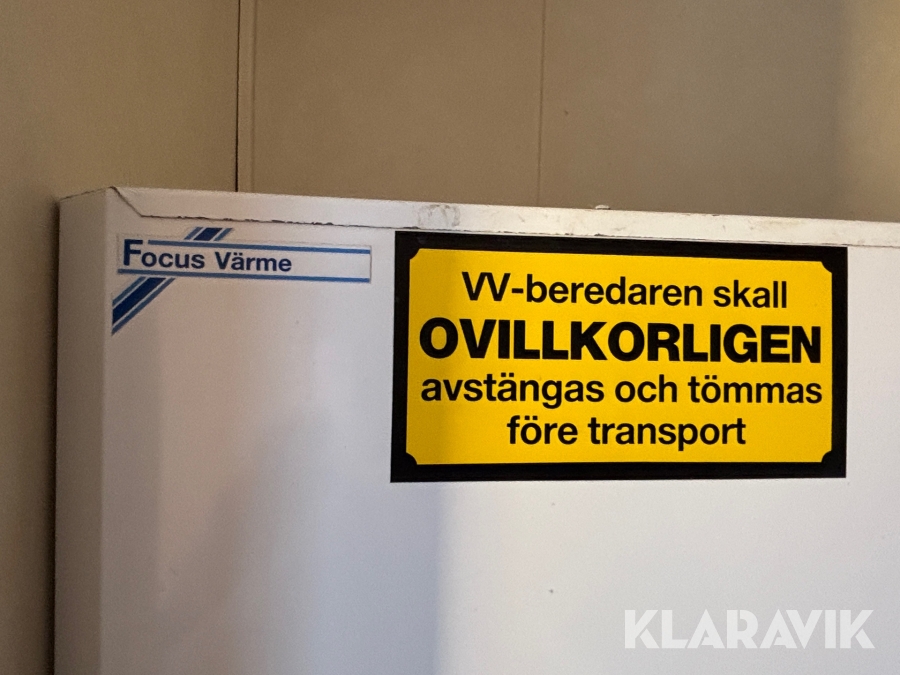 Focus Värme
VV-beredaren skall
OVILLKORLIGEN
avstängas och tömmas
före transport
KLARAVIK